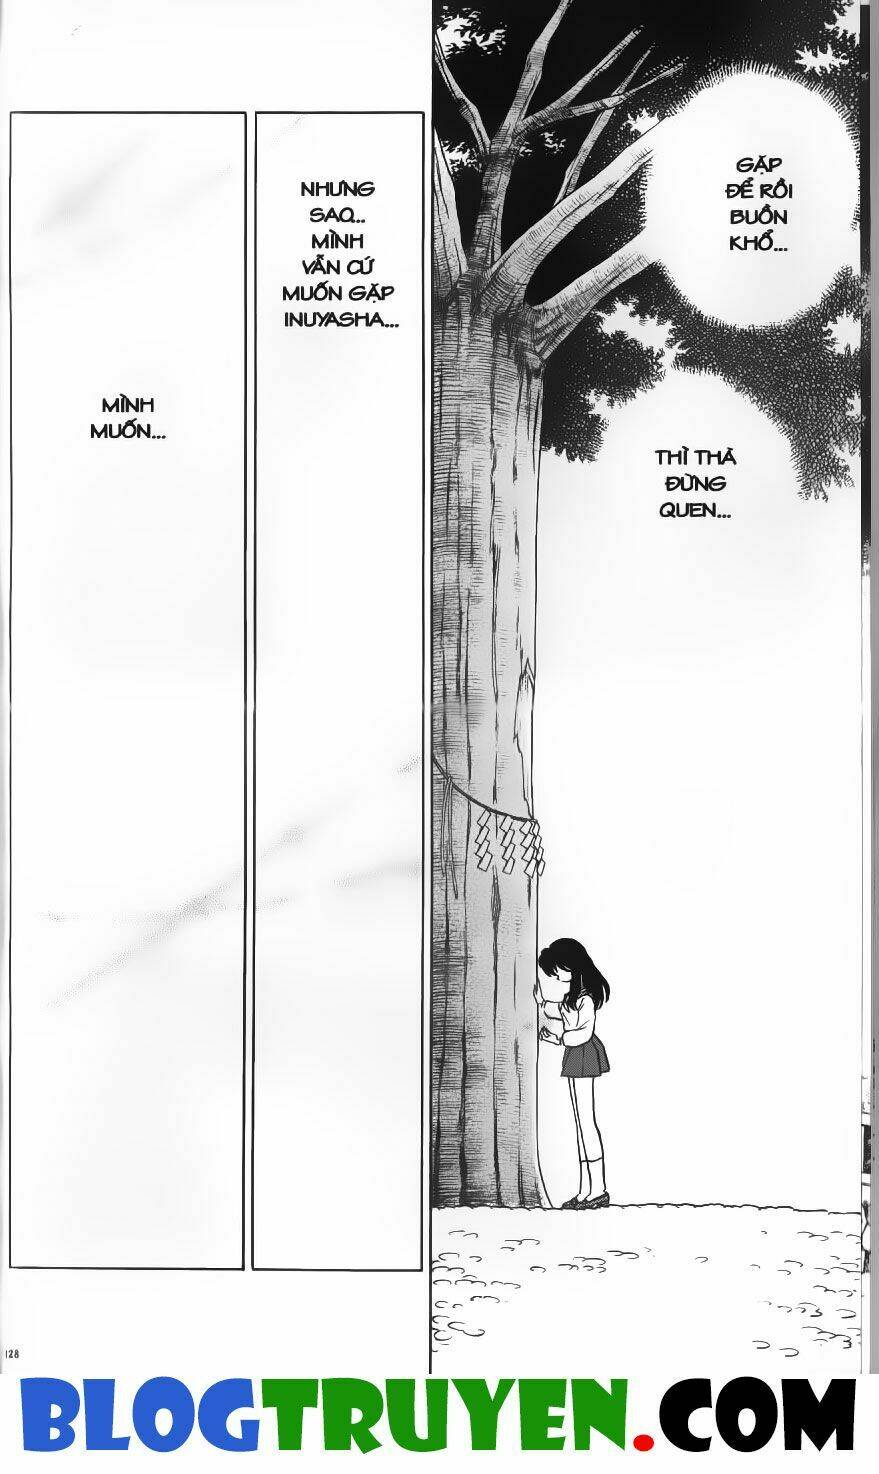 GẶP
ĐỂ RỒI
BUỒN
KHỔ...
THÌ THÀ
ĐỪNG
QUEN...
NHƯNG
SAO...
MÌNH
VẪN CỨ
MUỐN GẶP
INUYASHA...
MÌNH
MUỐN...
128
BLOGTRUYEN.COM